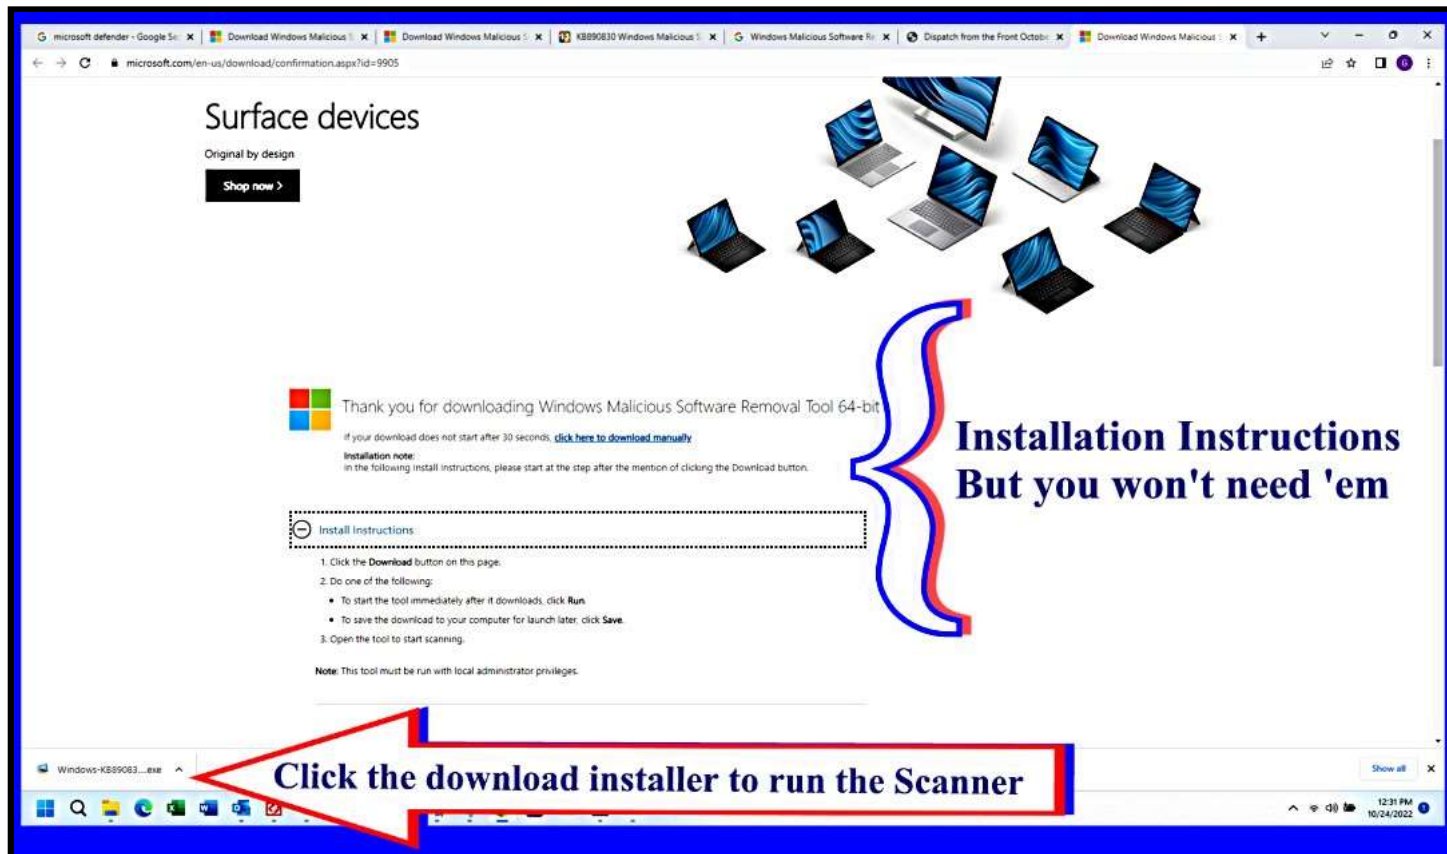 microsoft defender - Google Se
Download Windows Malicious S
Download Windows Malicious S
KB890830 Windows Malicious S
Windows Malicious Software Re
Dispatch from the Front Octobe
Download Windows Malicious S
microsoft.com/en-us/download/confirmation.aspx?id=9905
G
Surface devices
Original by design
Shop now >
Thank you for downloading Windows Malicious Software Removal Tool 64-bit
If your download does not start after 30 seconds, click here to download manually
Installation note:
In the following install instructions, please start at the step after the mention of clicking the Download button.
Installation Instructions
But you won't need 'em
Install Instructions
1. Click the Download button on this page.
2. Do one of the following:
• To start the tool immediately after it downloads, click Run.
• To save the download to your computer for launch later, click Save.
3. Open the tool to start scanning.
Note: This tool must be run with local administrator privileges.
Windows-KB89083....exe
Click the download installer to run the Scanner
Show all
12:31 PM
10/24/2022